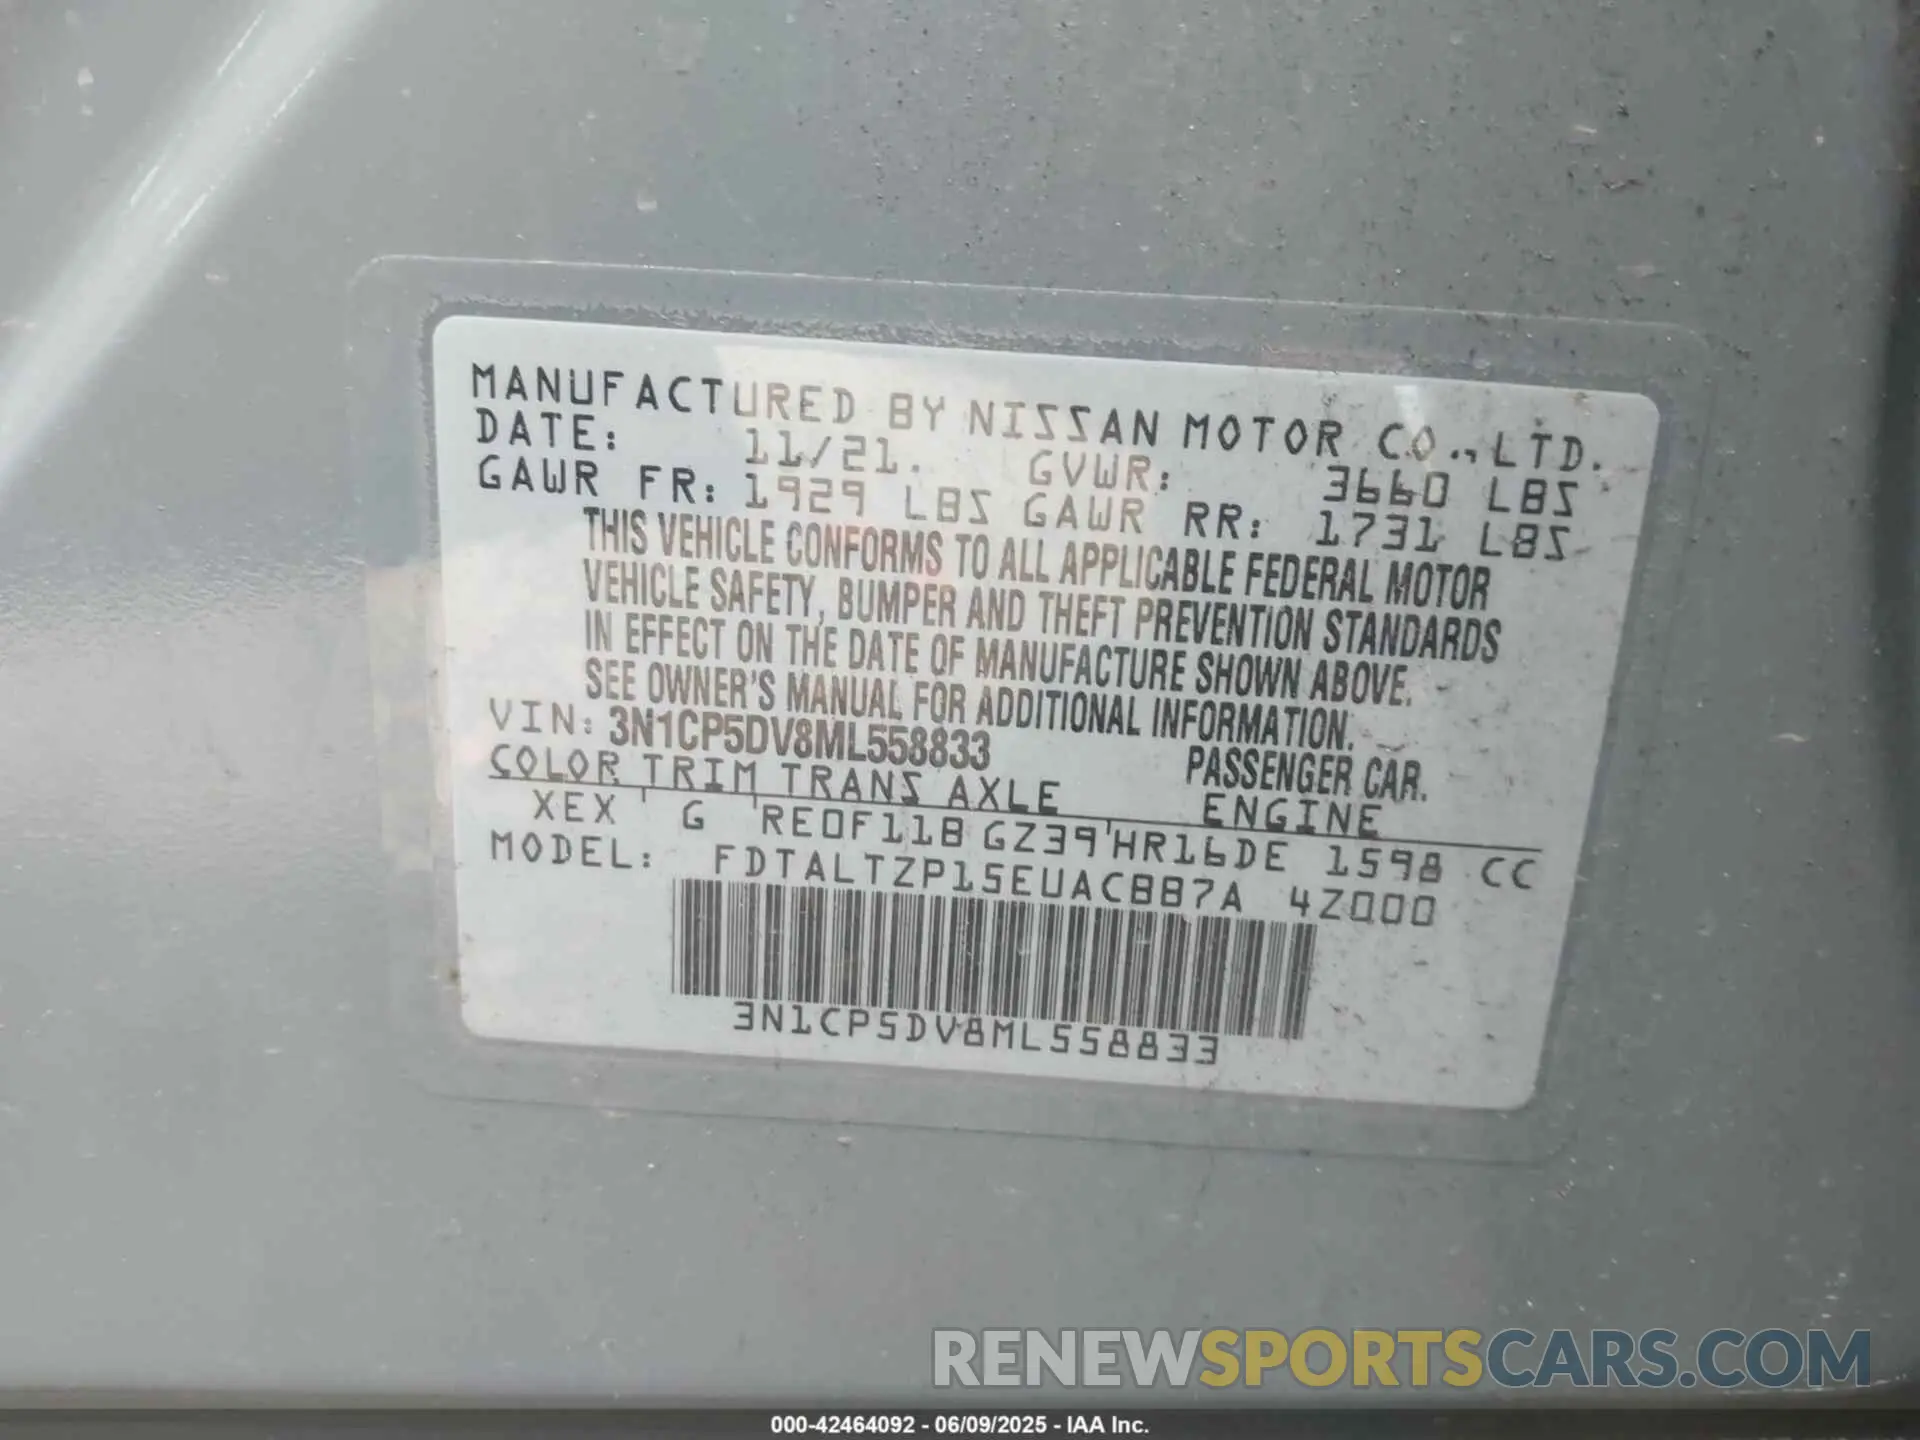 MANUFACTURED BY NISSAN MOTOR CO., LTD.
DATE: 11/21. GVWR: 3660 LBS
GAWR FR: 1929 LBS GAWR RR: 1731 LBS
THIS VEHICLE CONFORMS TO ALL APPLICABLE FEDERAL MOTOR
VEHICLE SAFETY, BUMPER AND THEFT PREVENTION STANDARDS
IN EFFECT ON THE DATE OF MANUFACTURE SHOWN ABOVE.
SEE OWNER'S MANUAL FOR ADDITIONAL INFORMATION.
VIN: 3N1CP5DV8ML558833 PASSENGER CAR.
COLOR TRIM TRANS AXLE ENGINE
XEX G RE0F11B GZ39 HR16DE 1598 CC
MODEL: FDTALTZP15EUACBB7A 4Z000
3N1CP5DV8ML558833
RENEWSPORTSCARS.COM
000-42464092 - 06/09/2025 - IAA Inc.